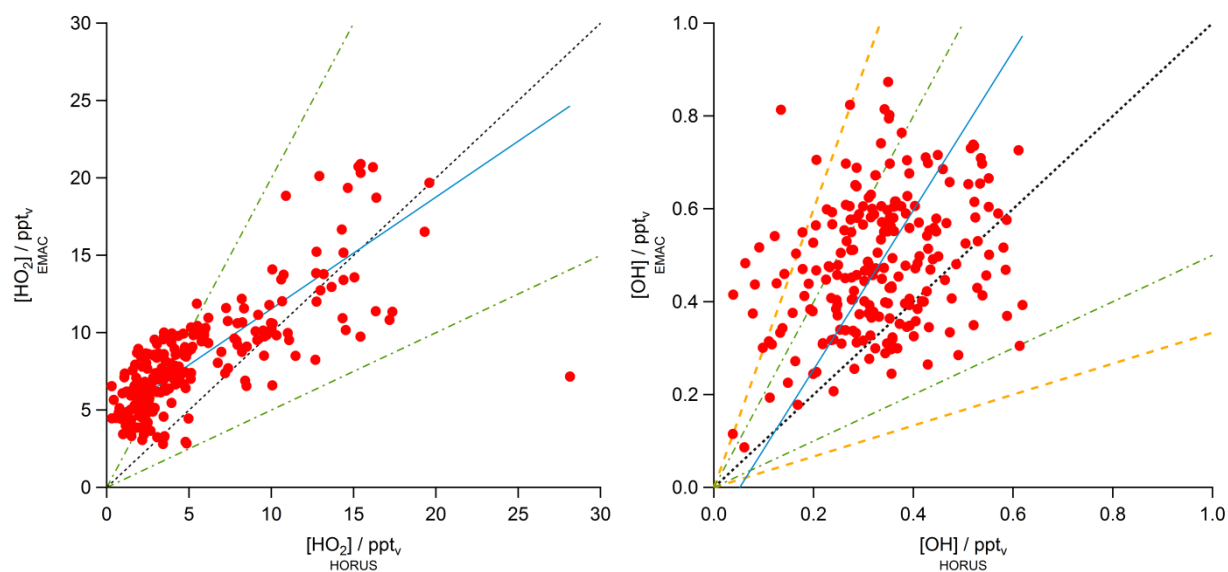 30
25
20
15
10
5
0
[HO₂] / pptᵥ
EMAC
0 5 10 15 20 25 30
[HO₂] / pptᵥ
HORUS
1.0
0.8
0.6
0.4
0.2
0.0
[OH] / pptᵥ
EMAC
0.0 0.2 0.4 0.6 0.8 1.0
[OH] / pptᵥ
HORUS